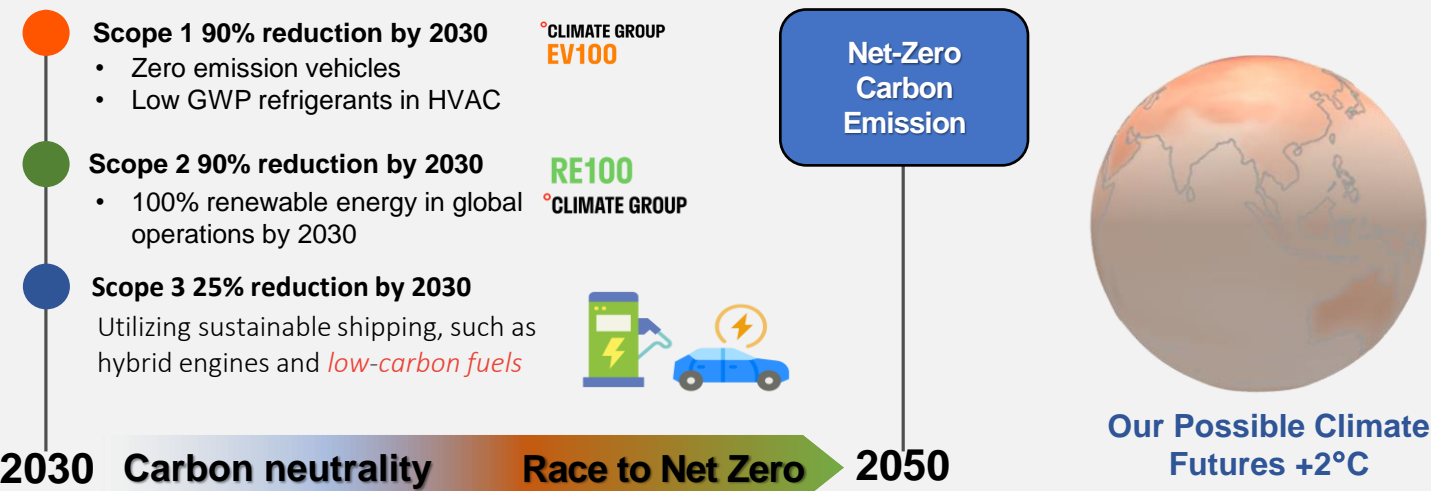 Scope 1 90% reduction by 2030
• Zero emission vehicles
• Low GWP refrigerants in HVAC
°CLIMATE GROUP
EV100
Scope 2 90% reduction by 2030
• 100% renewable energy in global
operations by 2030
RE100
°CLIMATE GROUP
Scope 3 25% reduction by 2030
Utilizing sustainable shipping, such as
hybrid engines and low-carbon fuels
Net-Zero
Carbon
Emission
2030 Carbon neutrality Race to Net Zero 2050
Our Possible Climate
Futures +2°C